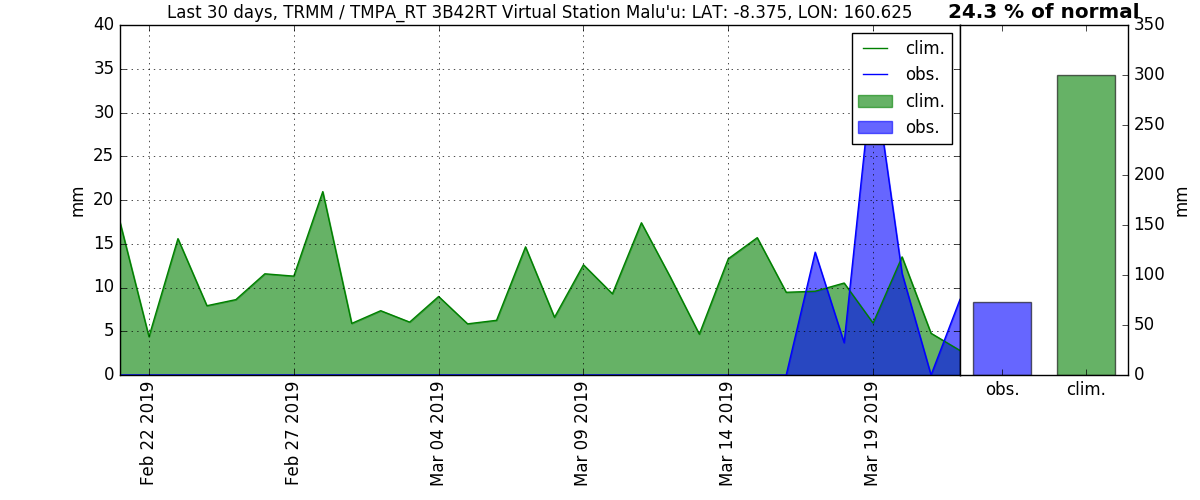 Last 30 days, TRMM / TMPA_RT 3B42RT Virtual Station Malu'u: LAT: -8.375, LON: 160.625
24.3 % of normal
mm
40
35
30
25
20
15
10
5
0
clim.
obs.
clim.
obs.
Feb 22 2019
Feb 27 2019
Mar 04 2019
Mar 09 2019
Mar 14 2019
Mar 19 2019
350
300
250
200
150
100
50
0
mm
obs.
clim.